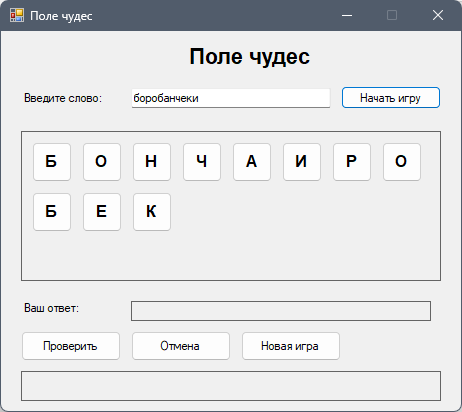 Поле чудес
Поле чудес
Введите слово: боробанчеки Начать игру
Б О Н Ч А И Р О
Б Е К
Ваш ответ:
Проверить Отмена Новая игра